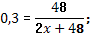 0,3 = 48 / (2x + 48);